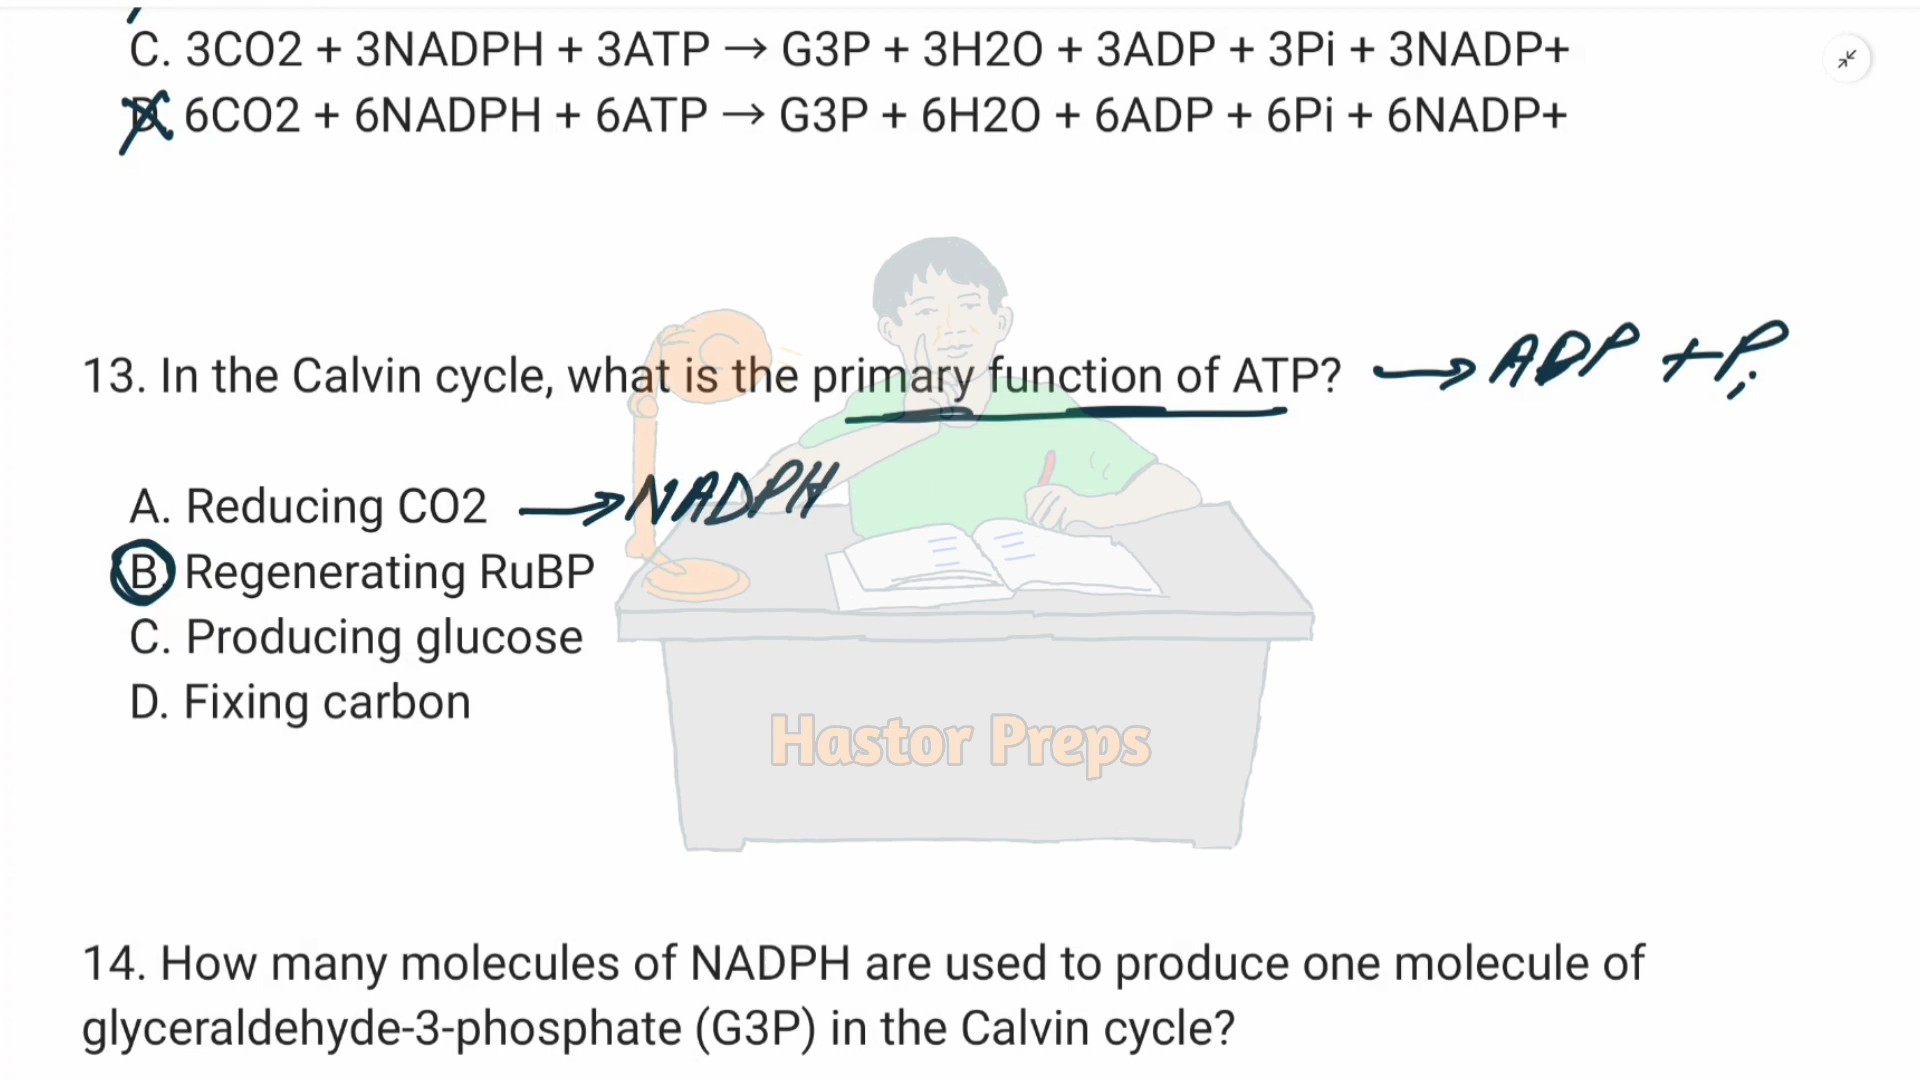 C. 3CO2 + 3NADPH + 3ATP → G3P + 3H2O + 3ADP + 3Pi + 3NADP+
D. 6CO2 + 6NADPH + 6ATP → G3P + 6H2O + 6ADP + 6Pi + 6NADP+
13. In the Calvin cycle, what is the primary function of ATP? → ADP + Pi
A. Reducing CO2 → NADPH
B Regenerating RuBP
C. Producing glucose
D. Fixing carbon
Hastor Preps
14. How many molecules of NADPH are used to produce one molecule of
glyceraldehyde-3-phosphate (G3P) in the Calvin cycle?